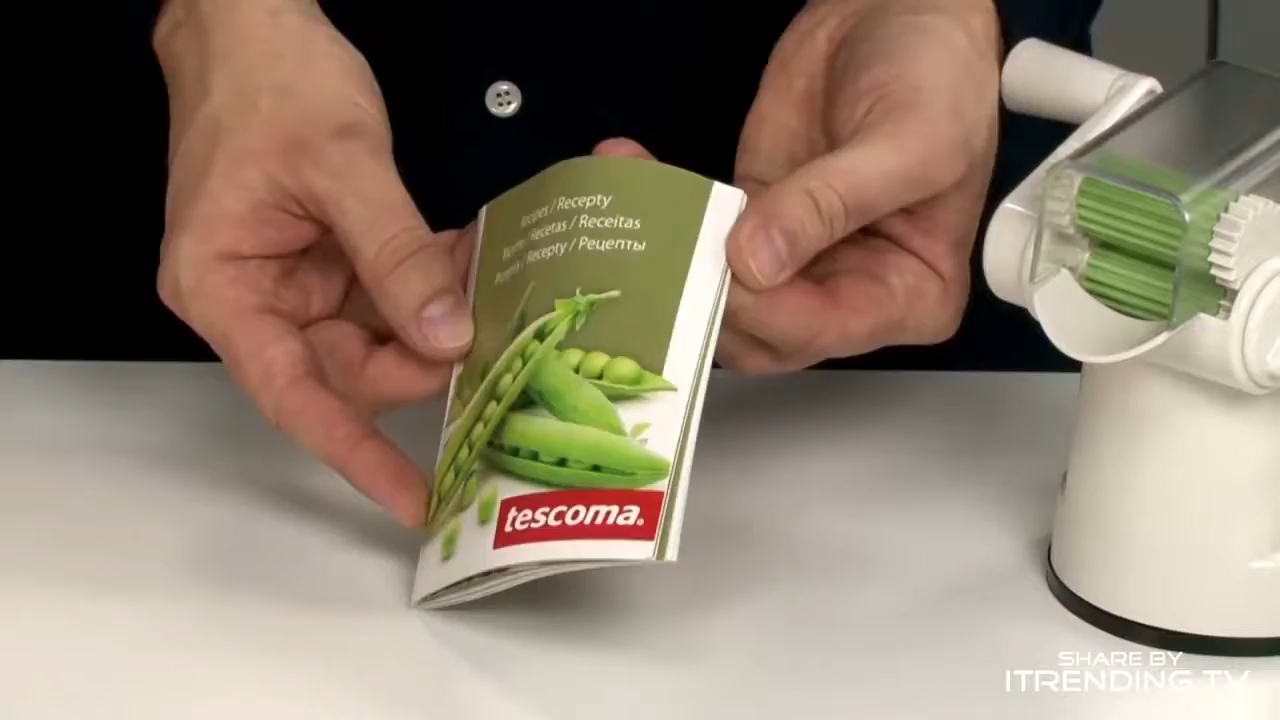 Recipes / Recepty
/ Recetas / Receitas
/ Recepty / Рецепты
tescoma.
SHARE BY
ITRENDING TV